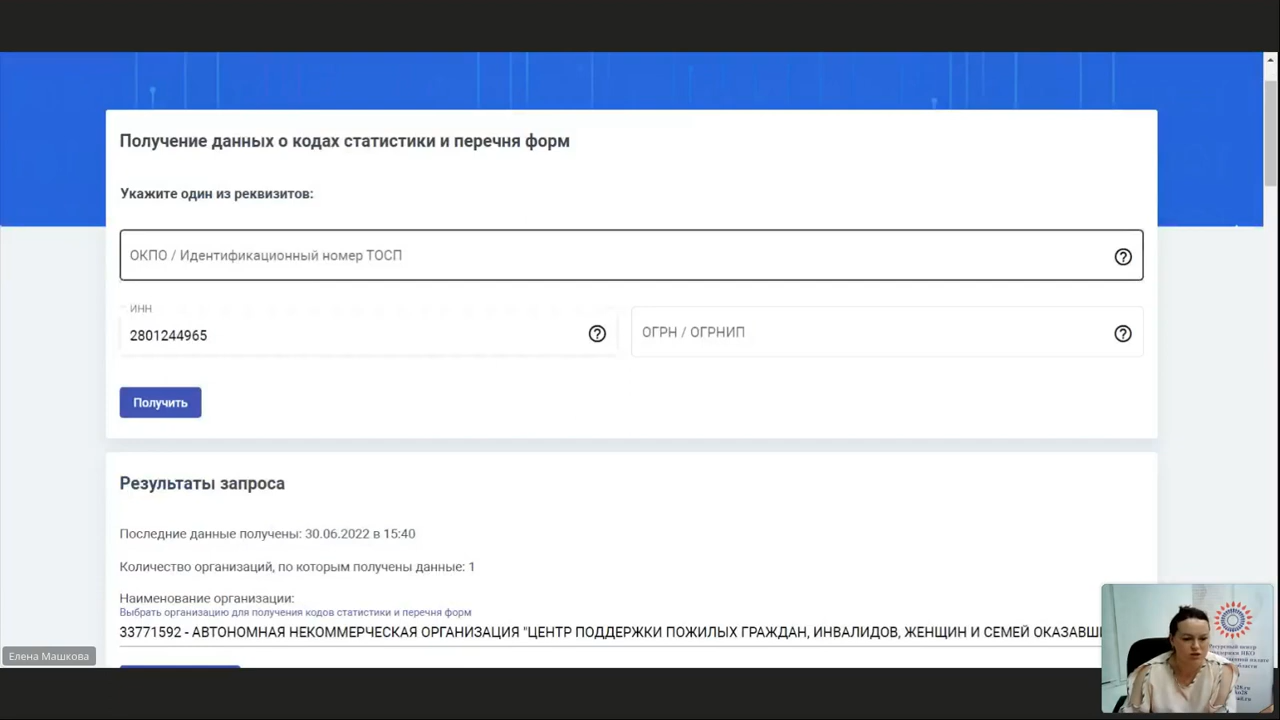 Получение данных о кодах статистики и перечня форм
Укажите один из реквизитов:
ОКПО / Идентификационный номер ТОСП
ИНН
2801244965
ОГРН / ОГРНИП
Получить
Результаты запроса
Последние данные получены: 30.06.2022 в 15:40
Количество организаций, по которым получены данные: 1
Наименование организации:
Выбрать организацию для получения кодов статистики и перечня форм
33771592 - АВТОНОМНАЯ НЕКОММЕРЧЕСКАЯ ОРГАНИЗАЦИЯ "ЦЕНТР ПОДДЕРЖКИ ПОЖИЛЫХ ГРАЖДАН, ИНВАЛИДОВ, ЖЕНЩИН И СЕМЕЙ ОКАЗАВШИ
Елена Машкова